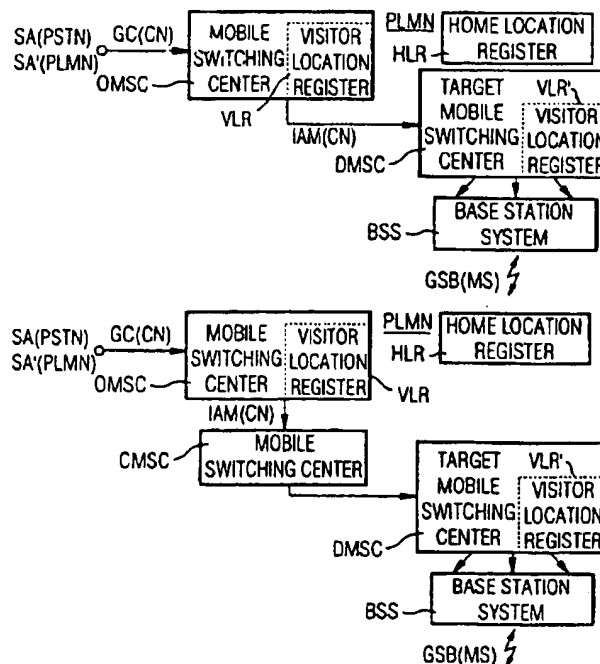 SA(PSTN)
SA'(PLMN)
GC(CN)
OMSC
MOBILE
SWITCHING
CENTER
VISITOR
LOCATION
REGISTER
VLR
IAM(CN)
PLMN
HLR
HOME LOCATION
REGISTER
TARGET
MOBILE
SWITCHING
CENTER
VLR'
VISITOR
LOCATION
REGISTER
DMSC
BSS
BASE STATION
SYSTEM
GSB(MS)
SA(PSTN)
SA'(PLMN)
GC(CN)
OMSC
MOBILE
SWITCHING
CENTER
VISITOR
LOCATION
REGISTER
VLR
IAM(CN)
CMSC
MOBILE
SWITCHING CENTER
PLMN
HLR
HOME LOCATION
REGISTER
TARGET
MOBILE
SWITCHING
CENTER
VLR'
VISITOR
LOCATION
REGISTER
DMSC
BSS
BASE STATION
SYSTEM
GSB(MS)